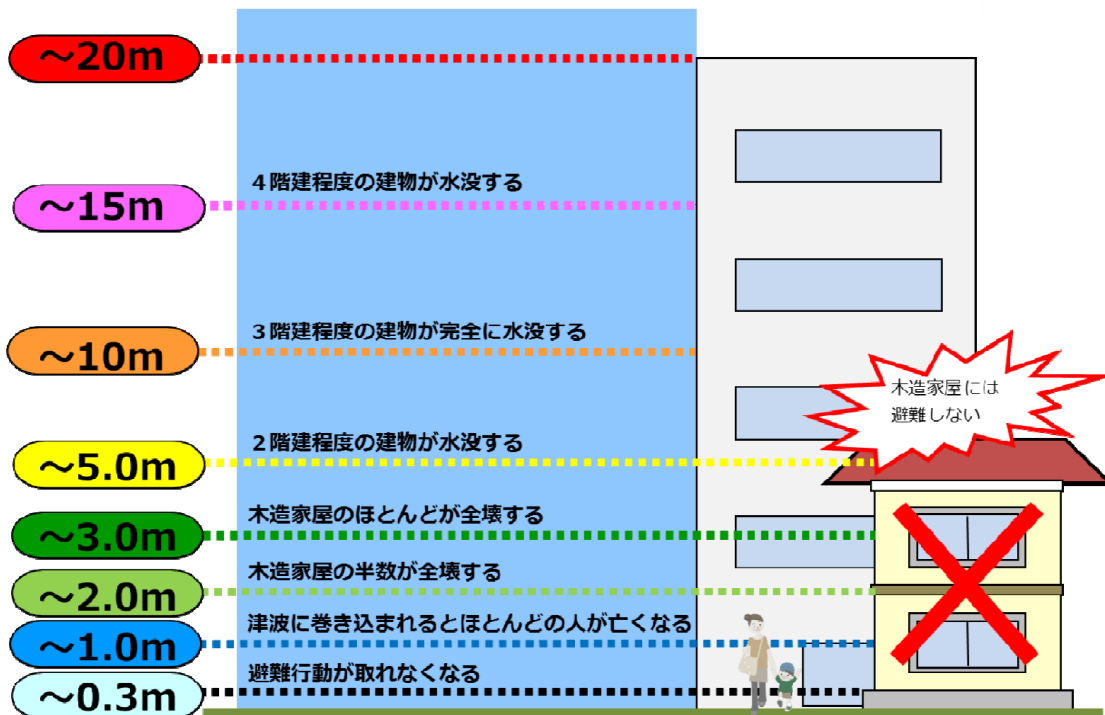 ～20m
４階建程度の建物が水没する
～15m
３階建程度の建物が完全に水没する
～10m
木造家屋には
避難しない
２階建程度の建物が水没する
～5.0m
木造家屋のほとんどが全壊する
～3.0m
木造家屋の半数が全壊する
～2.0m
津波に巻き込まれるとほとんどの人が亡くなる
～1.0m
避難行動が取れなくなる
～0.3m